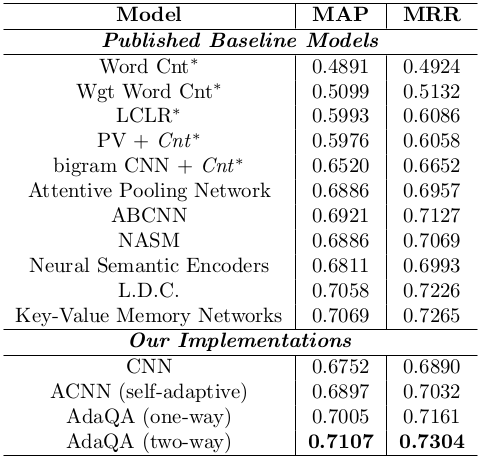 Model MAP MRR
Published Baseline Models
Word Cnt* 0.4891 0.4924
Wgt Word Cnt* 0.5099 0.5132
LCLR* 0.5993 0.6086
PV + Cnt* 0.5976 0.6058
bigram CNN + Cnt* 0.6520 0.6652
Attentive Pooling Network 0.6886 0.6957
ABCNN 0.6921 0.7127
NASM 0.6886 0.7069
Neural Semantic Encoders 0.6811 0.6993
L.D.C. 0.7058 0.7226
Key-Value Memory Networks 0.7069 0.7265
Our Implementations
CNN 0.6752 0.6890
ACNN (self-adaptive) 0.6897 0.7032
AdaQA (one-way) 0.7005 0.7161
AdaQA (two-way) 0.7107 0.7304